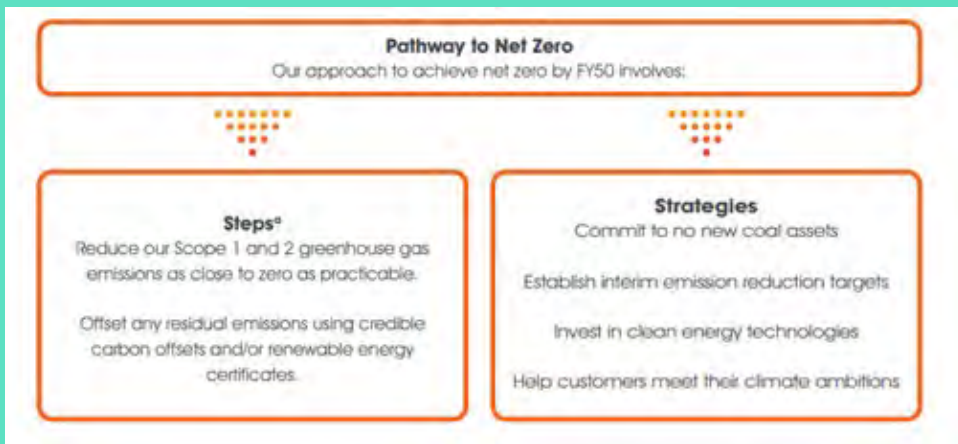 Pathway to Net Zero
Our approach to achieve net zero by FY50 involves:
Stepsᵃ
Reduce our Scope 1 and 2 greenhouse gas
emissions as close to zero as practicable.
Offset any residual emissions using credible
carbon offsets and/or renewable energy
certificates.
Strategies
Commit to no new coal assets
Establish interim emission reduction targets
Invest in clean energy technologies
Help customers meet their climate ambitions